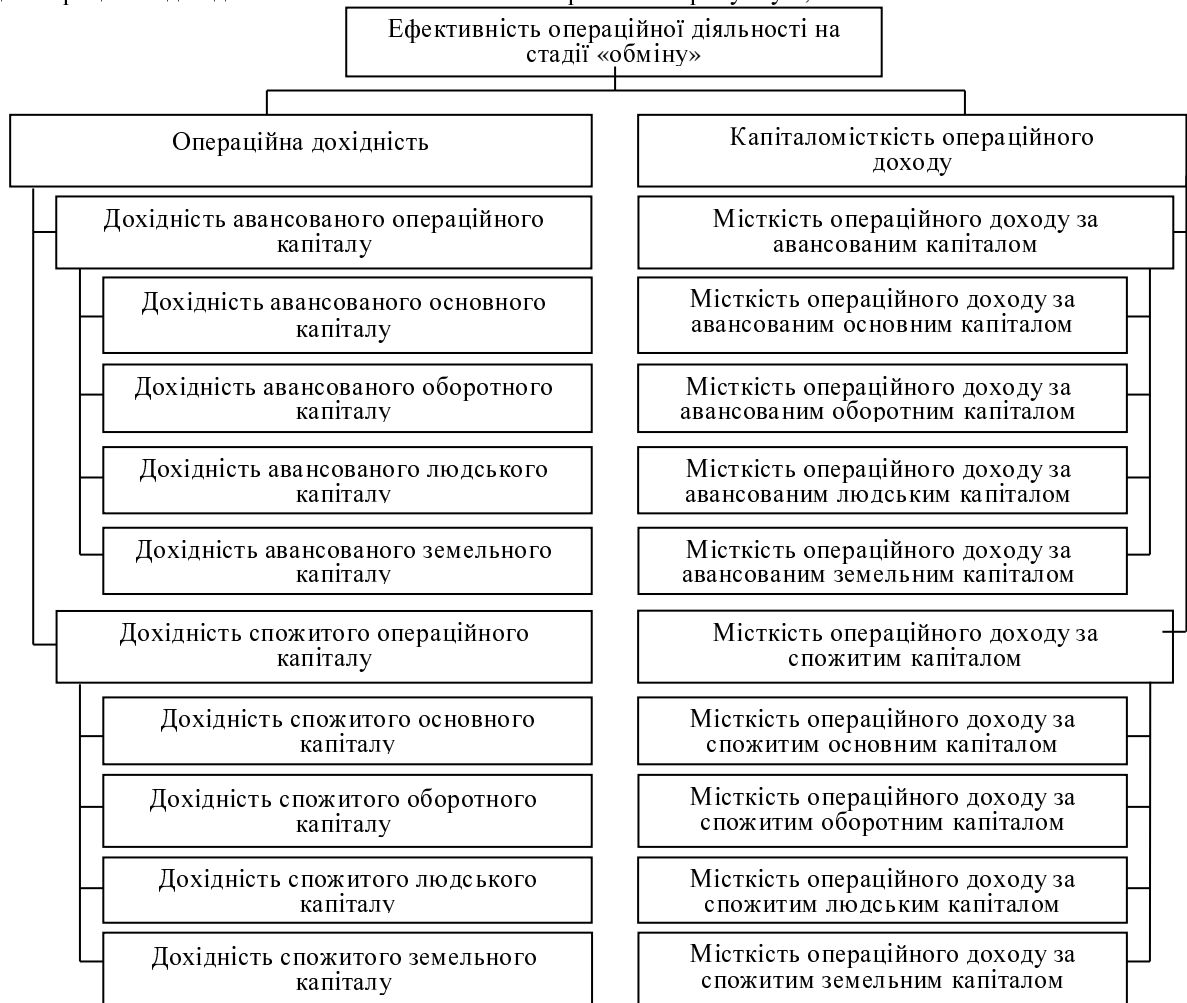 Ефективність операційної діяльності на
стадії «обміну»
Операційна дохідність
Капіталомісткість операційного
доходу
Дохідність авансованого операційного
капіталу
Місткість операційного доходу за
авансованим капіталом
Дохідність авансованого основного
капіталу
Місткість операційного доходу за
авансованим основним капіталом
Дохідність авансованого оборотного
капіталу
Місткість операційного доходу за
авансованим оборотним капіталом
Дохідність авансованого людського
капіталу
Місткість операційного доходу за
авансованим людським капіталом
Дохідність авансованого земельного
капіталу
Місткість операційного доходу за
авансованим земельним капіталом
Дохідність спожитого операційного
капіталу
Місткість операційного доходу за
спожитим капіталом
Дохідність спожитого основного
капіталу
Місткість операційного доходу за
спожитим основним капіталом
Дохідність спожитого оборотного
капіталу
Місткість операційного доходу за
спожитим оборотним капіталом
Дохідність спожитого людського
капіталу
Місткість операційного доходу за
спожитим людським капіталом
Дохідність спожитого земельного
капіталу
Місткість операційного доходу за
спожитим земельним капіталом